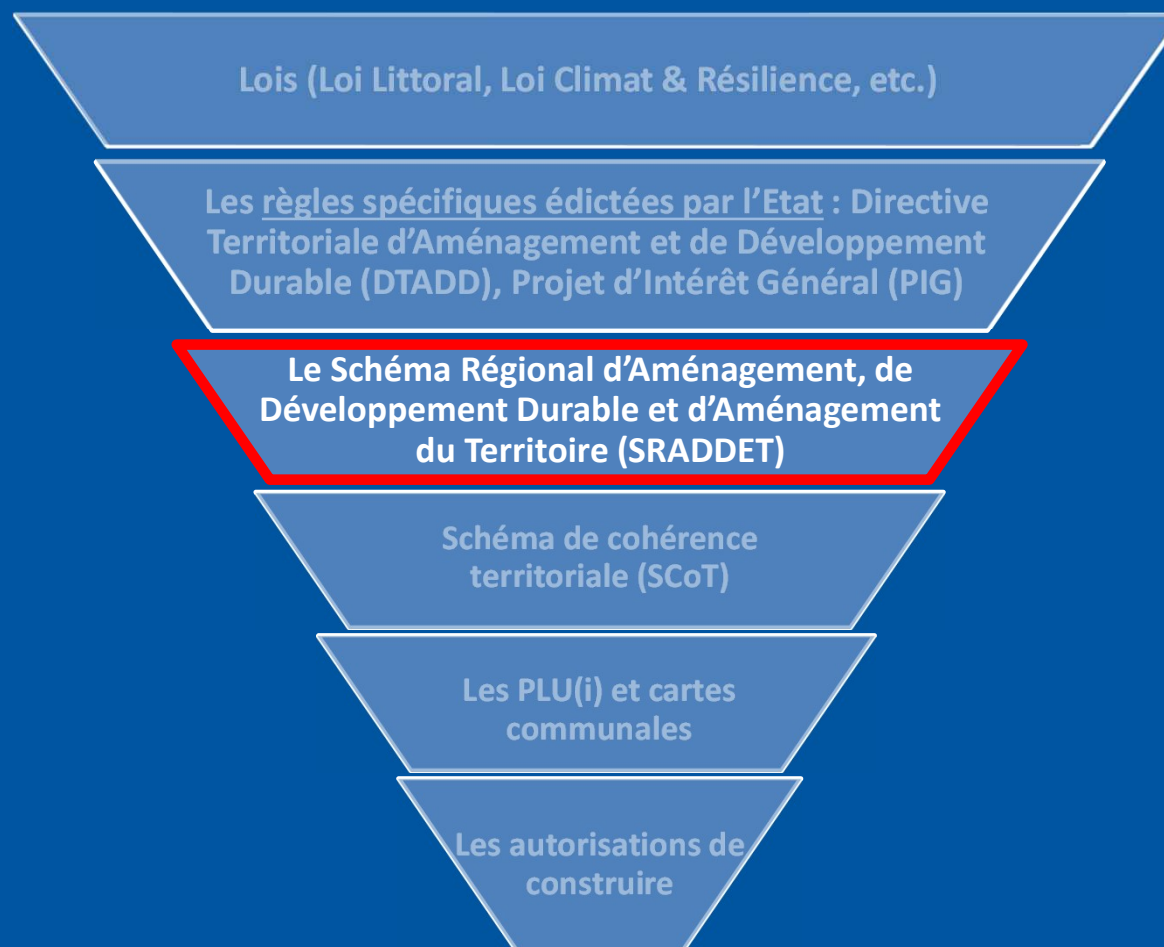 Lois (Loi Littoral, Loi Climat & Résilience, etc.)
Les règles spécifiques édictées par l’Etat : Directive
Territoriale d’Aménagement et de Développement
Durable (DTADD), Projet d’Intérêt Général (PIG)
Le Schéma Régional d’Aménagement, de
Développement Durable et d’Aménagement
du Territoire (SRADDET)
Schéma de cohérence
territoriale (SCoT)
Les PLU(i) et cartes
communales
Les autorisations de
construire